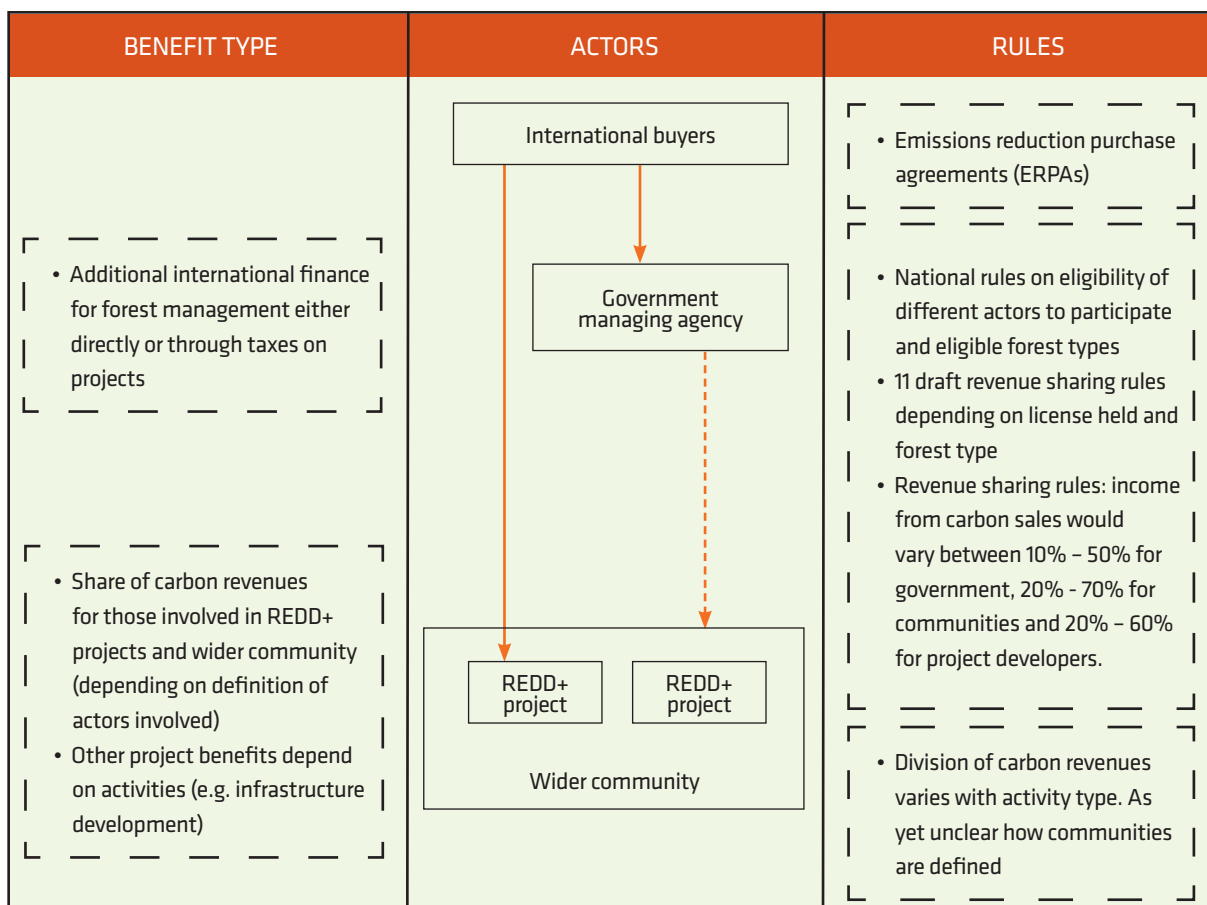 BENEFIT TYPE
ACTORS
RULES
• Additional international finance
for forest management either
directly or through taxes on
projects
• Share of carbon revenues
for those involved in REDD+
projects and wider community
(depending on definition of
actors involved)
• Other project benefits depend
on activities (e.g. infrastructure
development)
International buyers
Government
managing agency
REDD+
project
REDD+
project
Wider community
• Emissions reduction purchase
agreements (ERPAs)
• National rules on eligibility of
different actors to participate
and eligible forest types
• 11 draft revenue sharing rules
depending on license held and
forest type
• Revenue sharing rules: income
from carbon sales would
vary between 10% – 50% for
government, 20% - 70% for
communities and 20% – 60%
for project developers.
• Division of carbon revenues
varies with activity type. As
yet unclear how communities
are defined